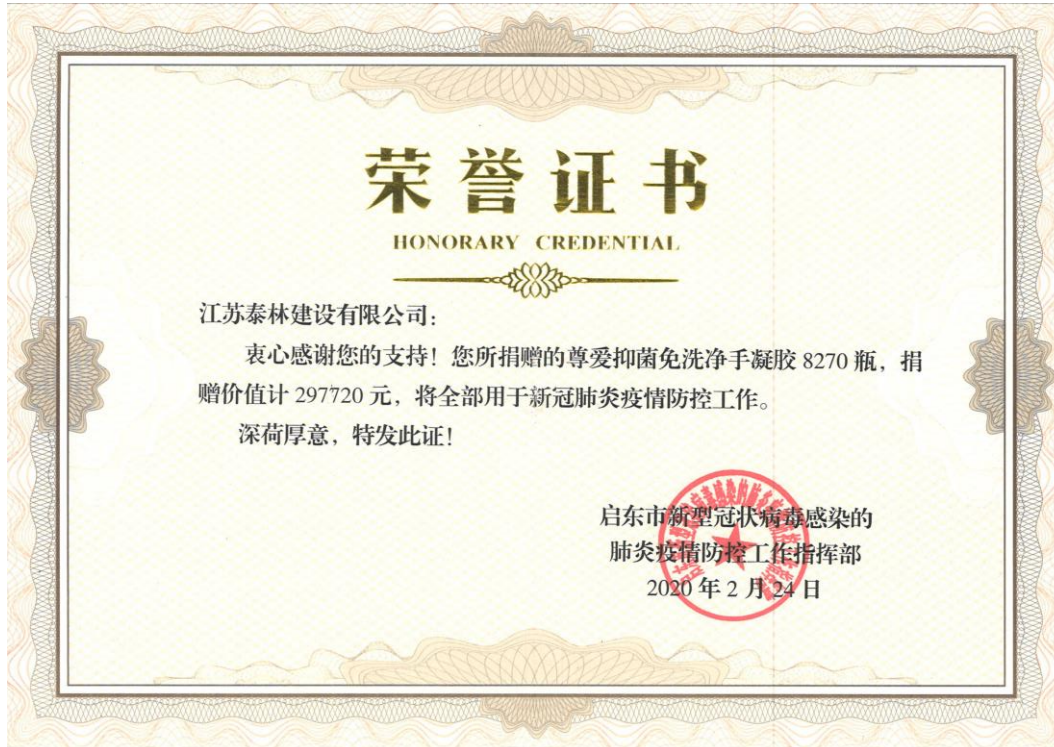 荣誉证书
HONORARY CREDENTIAL
江苏泰林建设有限公司：
衷心感谢您的支持！您所捐赠的尊爱抑菌免洗净手凝胶 8270 瓶，捐
赠价值计 297720 元，将全部用于新冠肺炎疫情防控工作。
深荷厚意，特发此证！
启东市新型冠状病毒感染的
肺炎疫情防控工作指挥部
2020 年 2 月 24 日